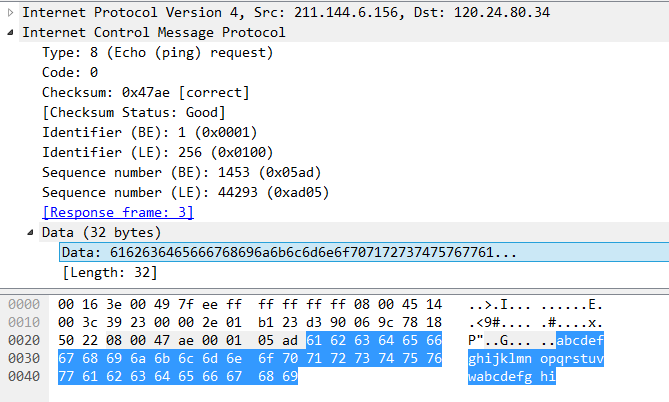 Internet Protocol Version 4, Src: 211.144.6.156, Dst: 120.24.80.34
Internet Control Message Protocol
Type: 8 (Echo (ping) request)
Code: 0
Checksum: 0x47ae [correct]
[Checksum Status: Good]
Identifier (BE): 1 (0x0001)
Identifier (LE): 256 (0x0100)
Sequence number (BE): 1453 (0x05ad)
Sequence number (LE): 44293 (0xad05)
[Response frame: 3]
Data (32 bytes)
Data: 6162636465666768696a6b6c6d6e6f707172737475767761...
[Length: 32]
0000 00 16 3e 00 49 7f ee ff ff ff ff ff 08 00 45 14 ..>.I... ......E.
0010 00 3c 39 23 00 00 2e 01 b1 23 d3 90 06 9c 78 18 .<9#.... .#....x.
0020 50 22 08 00 47 ae 00 01 05 ad 61 62 63 64 65 66 P"..G... ..abcdef
0030 67 68 69 6a 6b 6c 6d 6e 6f 70 71 72 73 74 75 76 ghijklmn opqrstuv
0040 77 61 62 63 64 65 66 67 68 69 wabcdefg hi